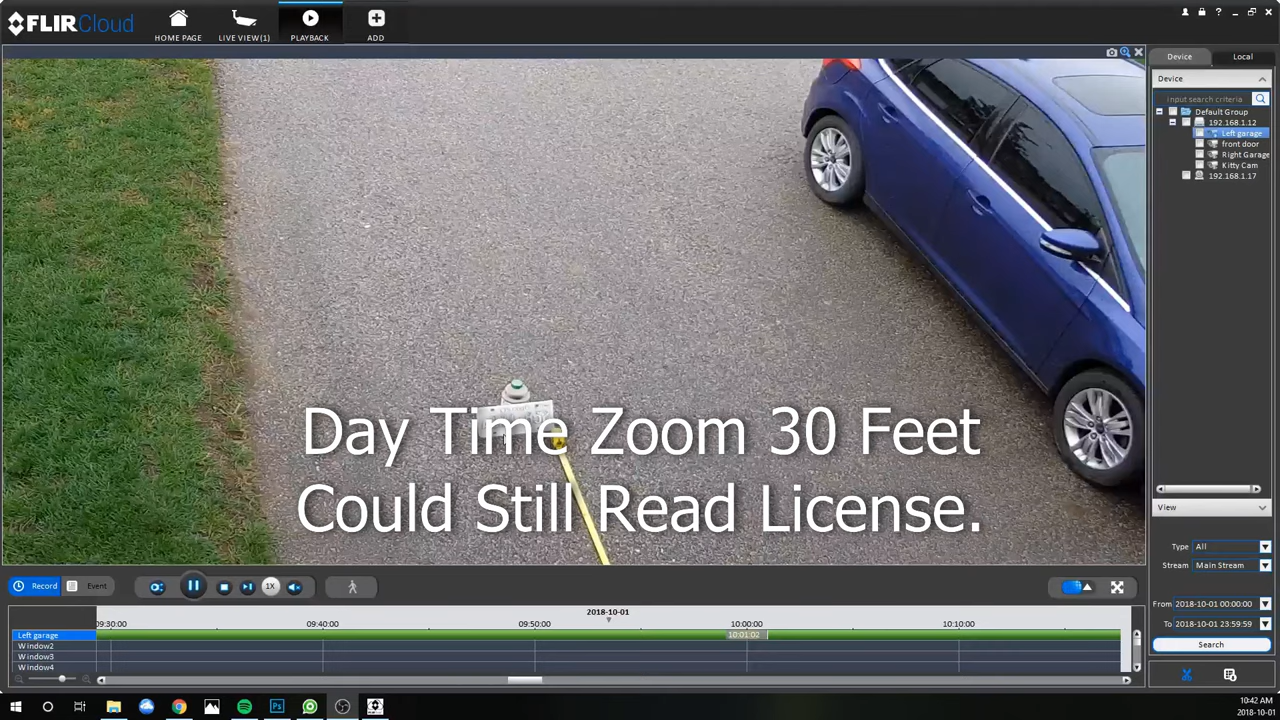 FLIR Cloud
HOME PAGE
LIVE VIEW(1)
PLAYBACK
ADD
Device
Local
Device
input search criteria
Default Group
192.168.1.12
Left garage
front door
Right Garage
Kitty Cam
192.168.1.17
Day Time Zoom 30 Feet
Could Still Read License.
View
Type All
Stream Main Stream
From 2018-10-01 00:00:00
To 2018-10-01 23:59:59
Search
Record
Event
1X
2018-10-01
09:30:00 09:40:00 09:50:00 10:00:00 10:10:00
Left garage
10:01:02
Window2
Window3
Window4
Ps
10:42 AM
2018-10-01